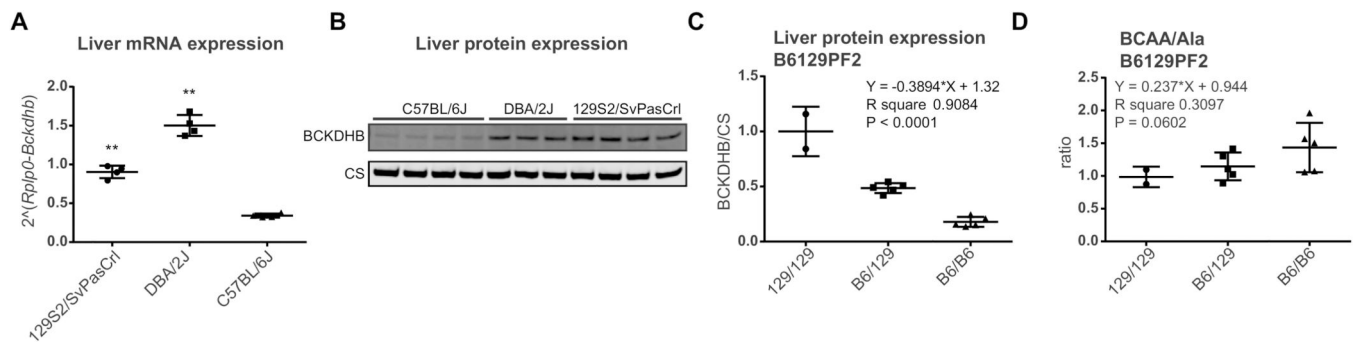 A
Liver mRNA expression
2^(Rplp0-Bckdhb)
2.0
1.5
1.0
0.5
0.0
**
**
129S2/SvPasCrl
DBA/2J
C57BL/6J
B
Liver protein expression
C57BL/6J
DBA/2J
129S2/SvPasCrl
BCKDHB
CS
C
Liver protein expression
B6129PF2
BCKDHB/CS
1.5
1.0
0.5
0.0
Y = -0.3894*X + 1.32
R square 0.9084
P < 0.0001
129/129
B6/129
B6/B6
D
BCAA/Ala
B6129PF2
ratio
2.5
2.0
1.5
1.0
0.5
0.0
Y = 0.237*X + 0.944
R square 0.3097
P = 0.0602
129/129
B6/129
B6/B6